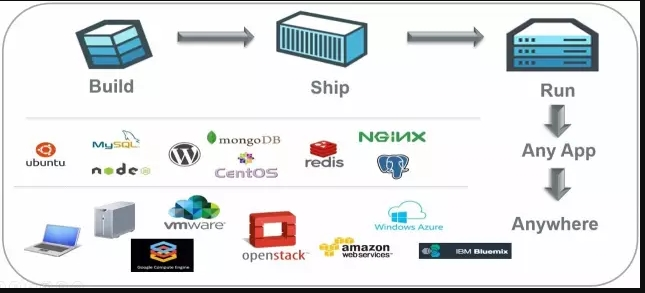 Build
Ship
Run
ubuntu
MySQL
node
mongoDB
CentOS
redis
NGINX
Any App
vmware
Google Compute Engine
openstack
amazon
web services
Windows Azure
IBM Bluemix
Anywhere